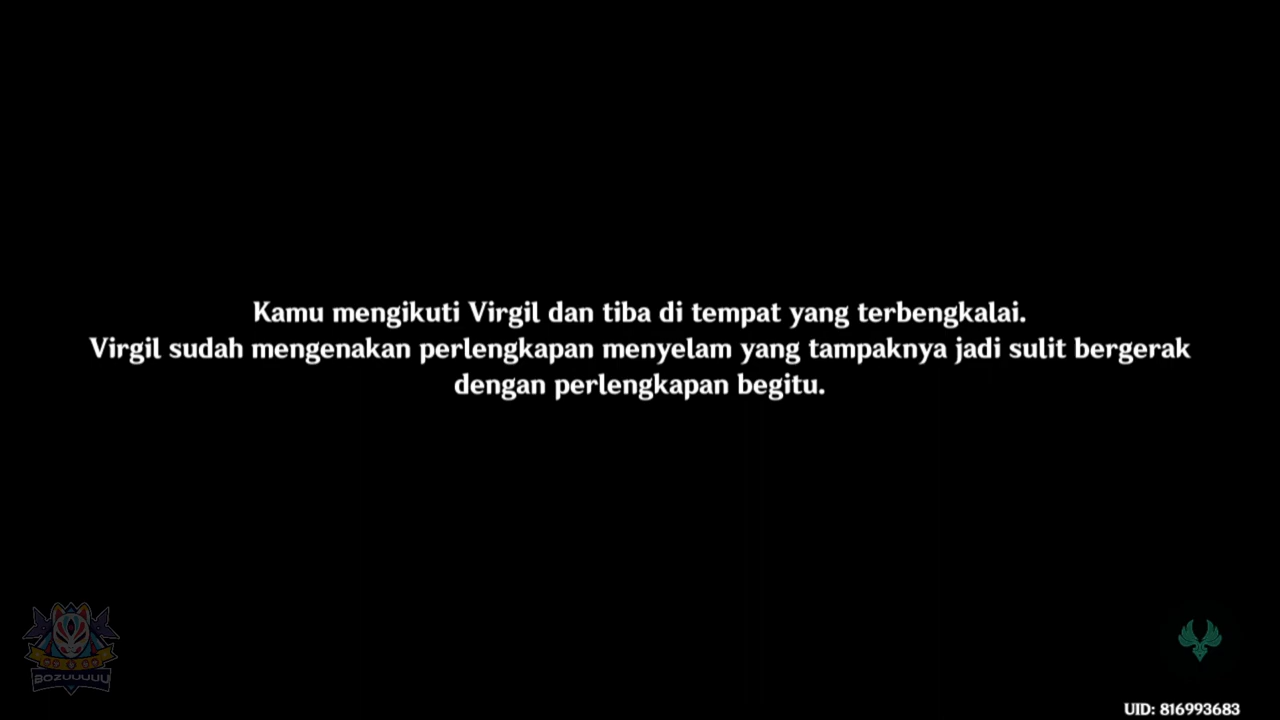 Kamu mengikuti Virgil dan tiba di tempat yang terbengkalai.
Virgil sudah mengenakan perlengkapan menyelam yang tampaknya jadi sulit bergerak
dengan perlengkapan begitu.
BOZUUUUU
UID: 816993683